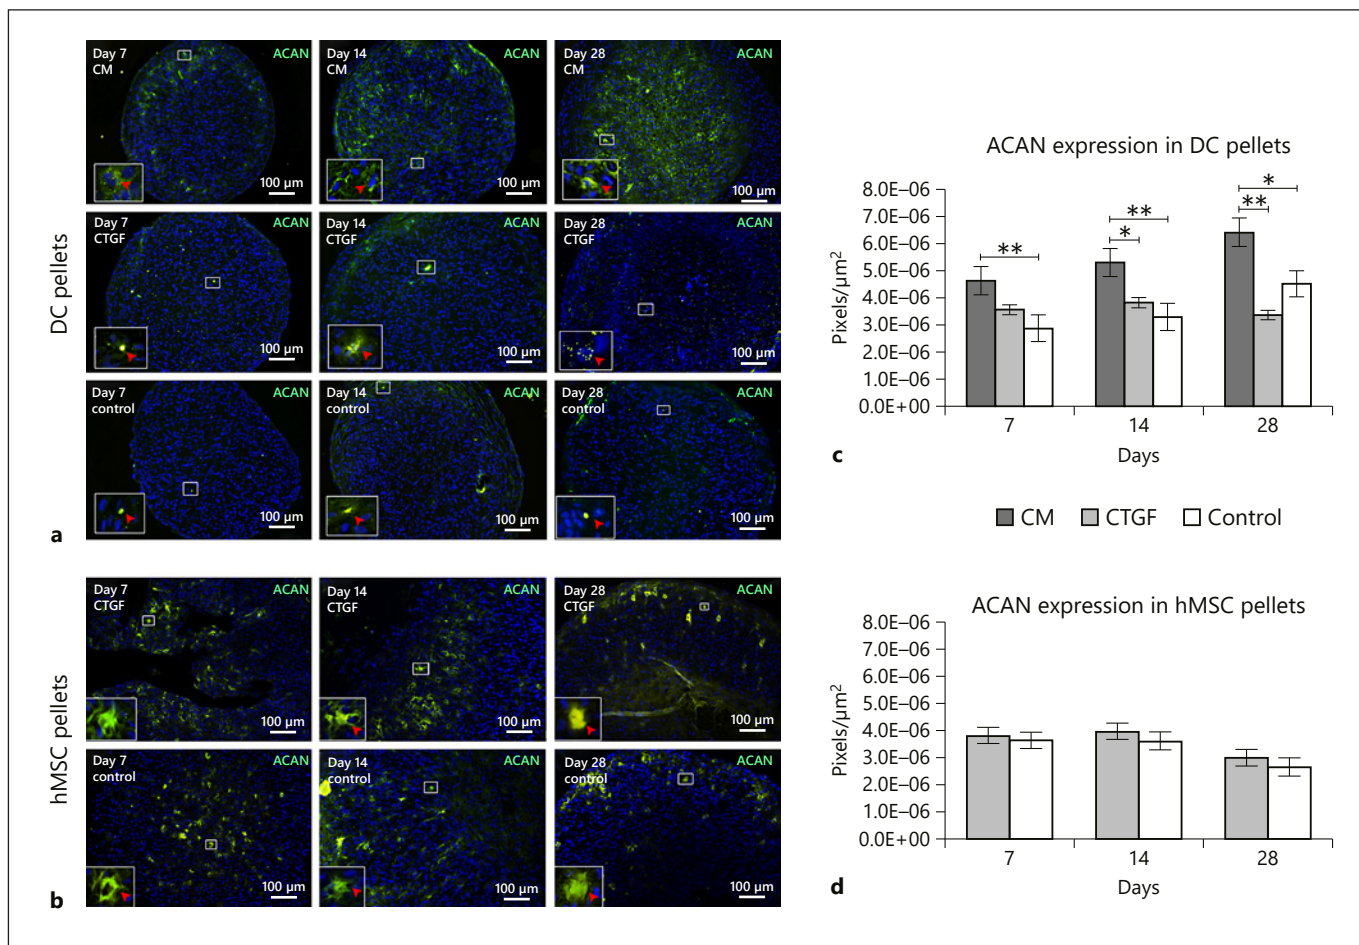 DC pellets
Day 7
CM
ACAN
100 μm
Day 14
CM
ACAN
100 μm
Day 28
CM
ACAN
100 μm
Day 7
CTGF
ACAN
100 μm
Day 14
CTGF
ACAN
100 μm
Day 28
CTGF
ACAN
100 μm
Day 7
control
ACAN
100 μm
Day 14
control
ACAN
100 μm
Day 28
control
ACAN
100 μm
a
hMSC pellets
Day 7
CTGF
ACAN
100 μm
Day 14
CTGF
ACAN
100 μm
Day 28
CTGF
ACAN
100 μm
Day 7
control
ACAN
100 μm
Day 14
control
ACAN
100 μm
Day 28
control
ACAN
100 μm
b
ACAN expression in DC pellets
Pixels/μm²
8.0E–06
7.0E–06
6.0E–06
5.0E–06
4.0E–06
3.0E–06
2.0E–06
1.0E–06
0.0E+00
**
**
*
*
**
7 14 28
Days
c
CM CTGF Control
ACAN expression in hMSC pellets
Pixels/μm²
8.0E–06
7.0E–06
6.0E–06
5.0E–06
4.0E–06
3.0E–06
2.0E–06
1.0E–06
0.0E+00
7 14 28
Days
d